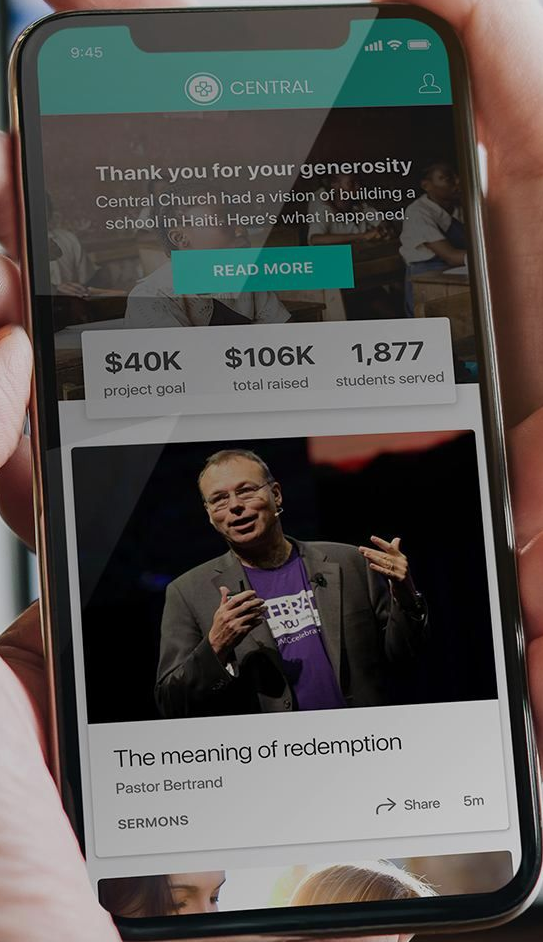 9:45
CENTRAL
Thank you for your generosity
Central Church had a vision of building a
school in Haiti. Here's what happened.
READ MORE
$40K $106K 1,877
project goal total raised students served
YOU
The meaning of redemption
Pastor Bertrand
SERMONS
Share 5m